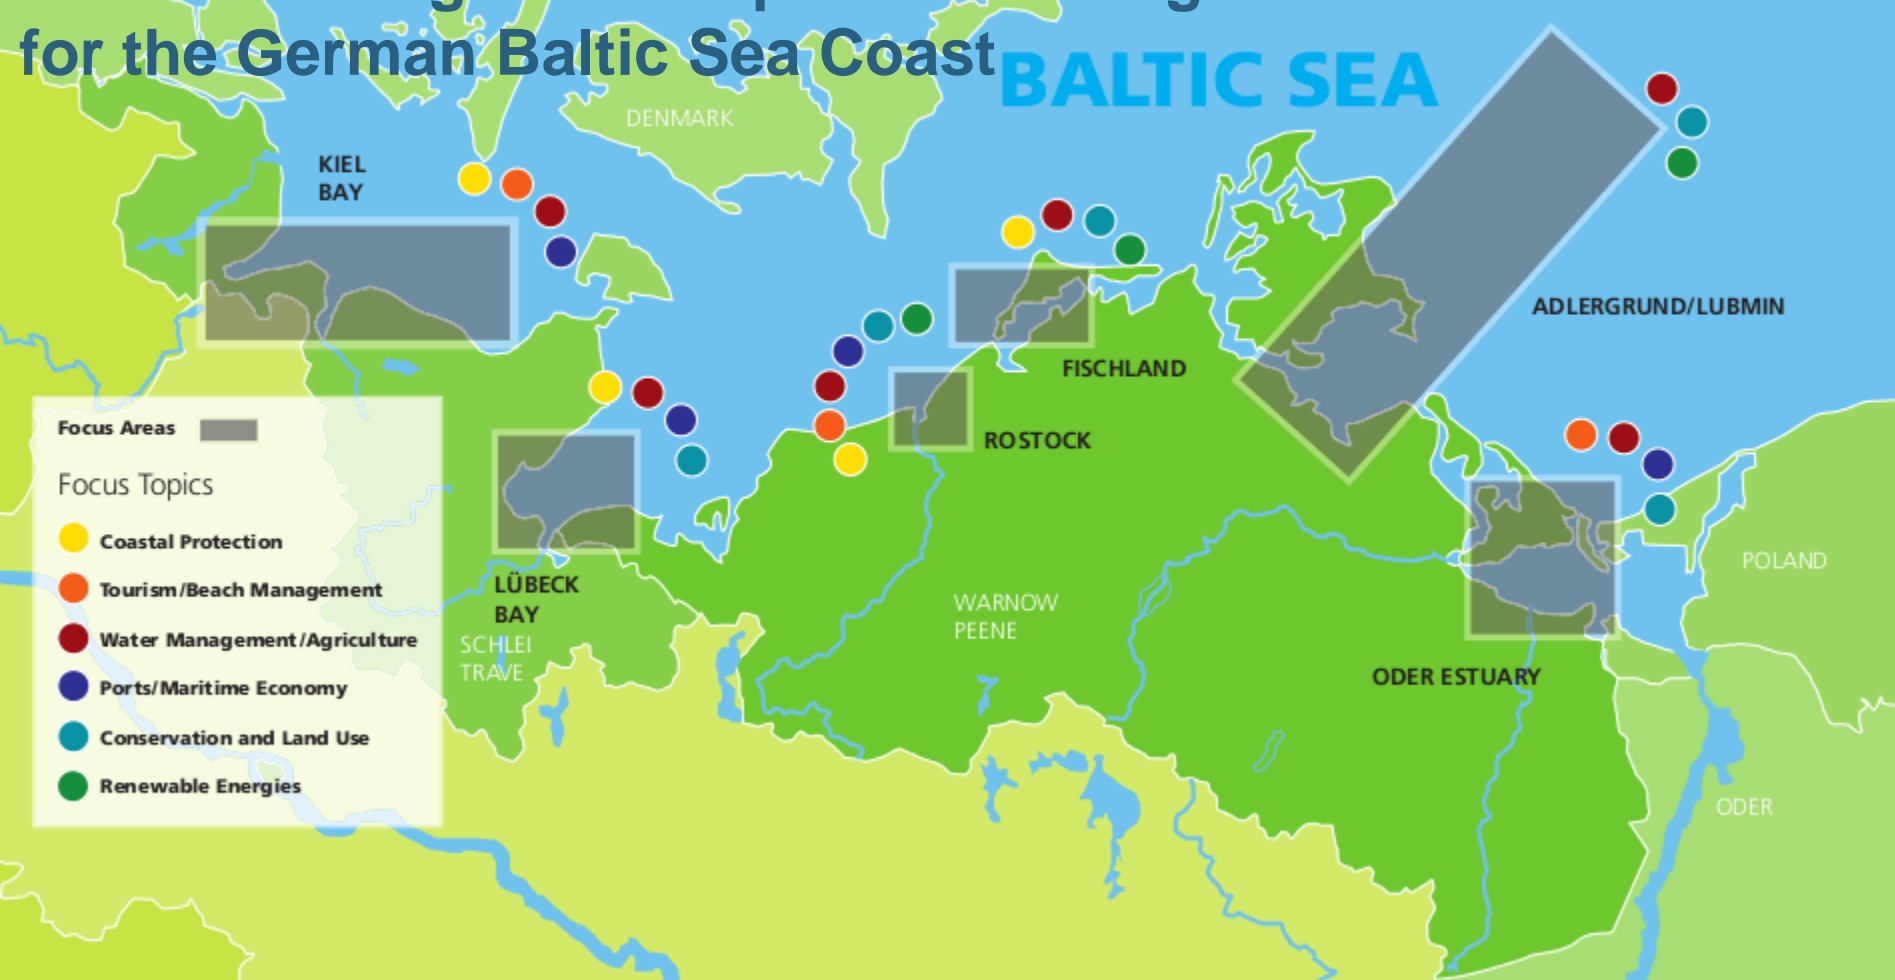 for the German Baltic Sea Coast
BALTIC SEA
DENMARK
KIEL
BAY
ADLERGRUND/LUBMIN
FISCHLAND
ROSTOCK
Focus Areas
Focus Topics
Coastal Protection
Tourism/Beach Management
Water Management/Agriculture
Ports/Maritime Economy
Conservation and Land Use
Renewable Energies
LÜBECK
BAY
SCHLEI
TRAVE
WARNOW
PEENE
ODER ESTUARY
POLAND
ODER